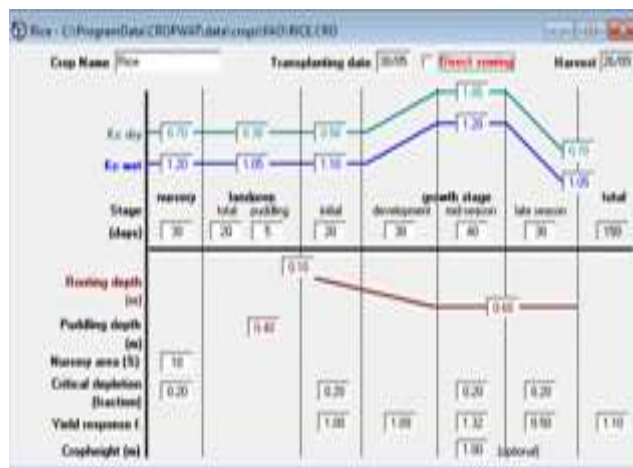 Rice - C:\ProgramData\CROPWAT\data\crops\FAO\RICE.CRO
Crop Name Rice Transplanting date 30/05 Direct sowing Harvest
1.05
Kc dry 0.70 0.30 0.50 0.70
1.20
Kc wet 1.20 1.05 1.10 1.05
nursery landprep growth stage total
Stage total puddling initial development mid-season late season
(days) 30 20 5 20 30 40 30 150
0.10
Rooting depth
(m) 0.60
Puddling depth 0.40
(m)
Nursery area (%) 10
Critical depletion 0.20 0.20 0.20 0.20
(fraction)
Yield response f. 1.00 1.09 1.32 0.50 1.10
Cropheight (m) 1.00 (optional)